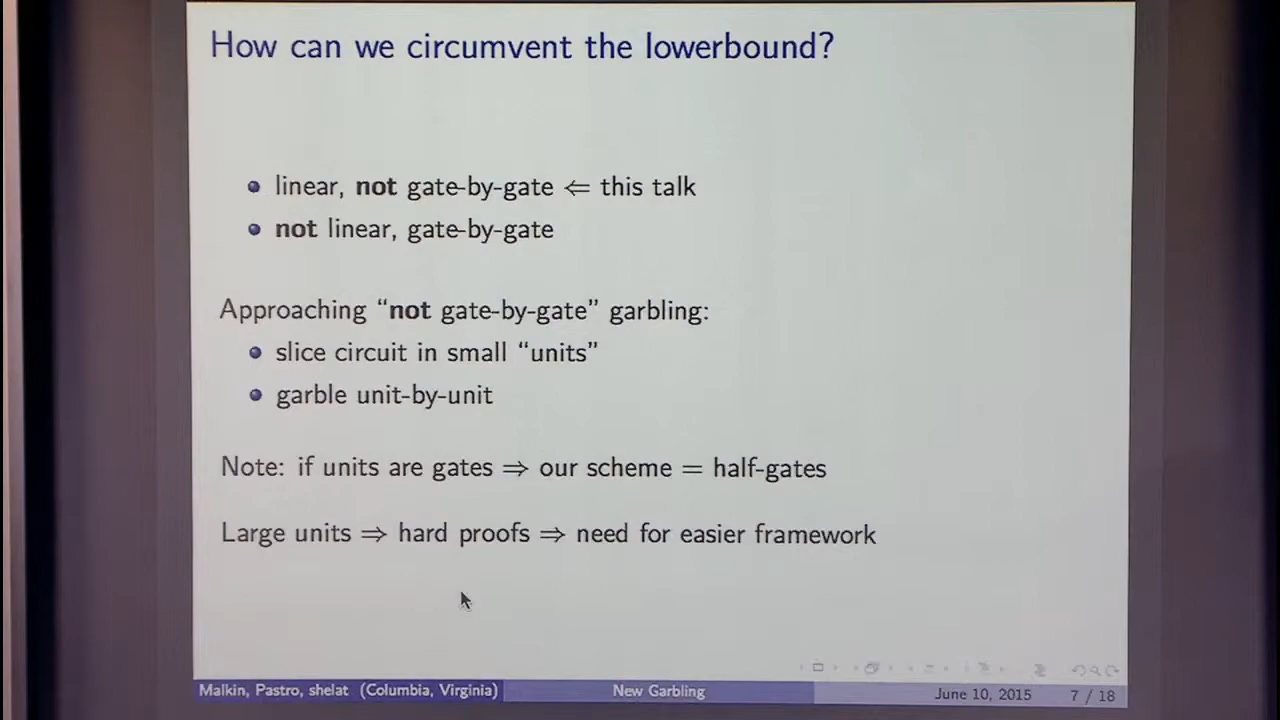 How can we circumvent the lowerbound?
linear, not gate-by-gate ⇐ this talk
not linear, gate-by-gate
Approaching “not gate-by-gate” garbling:
slice circuit in small “units”
garble unit-by-unit
Note: if units are gates ⇒ our scheme = half-gates
Large units ⇒ hard proofs ⇒ need for easier framework
Malkin, Pastro, shelat (Columbia, Virginia) New Garbling June 10, 2015 7 / 18